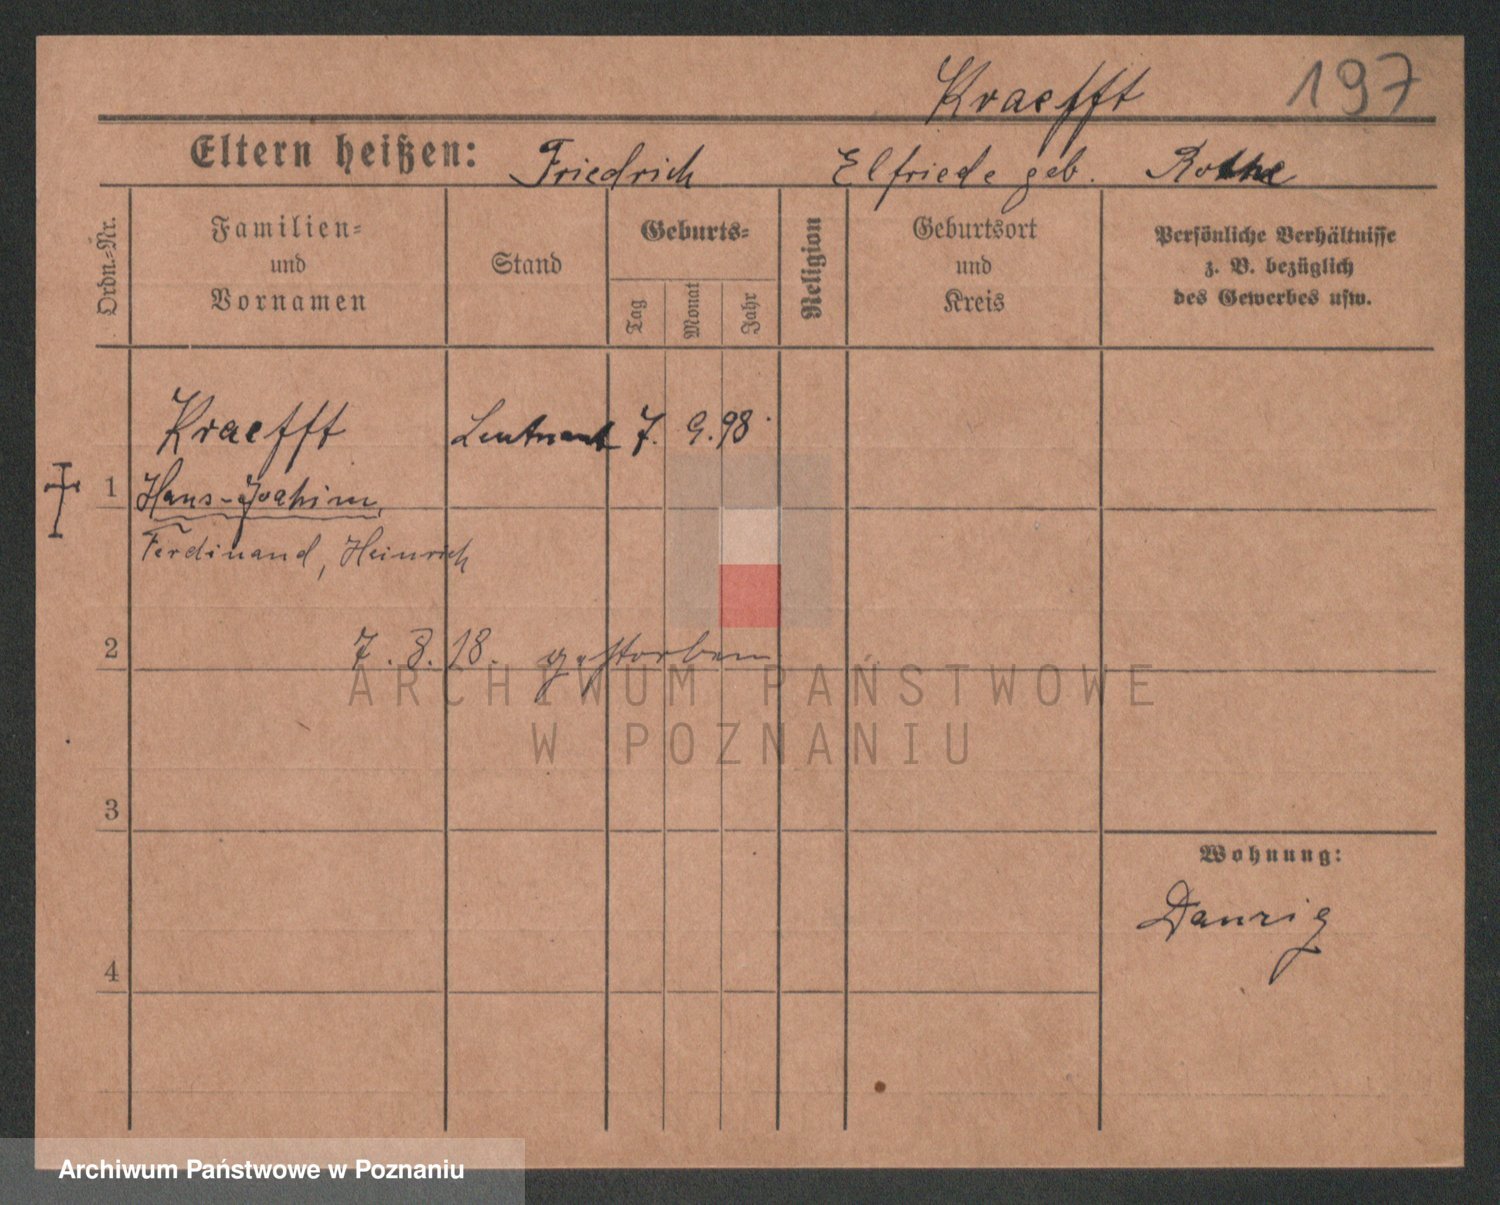 Kraefft 197
Eltern heißen: Friedrich Elfriede geb. Rothe
Ordn.-Nr.
Familien-
und
Vornamen
Stand
Geburts-
Tag
Monat
Jahr
Religion
Geburtsort
und
Kreis
Persönliche Verhältnisse
z. B. bezüglich
des Gewerbes usw.
Kraefft Leutnant 7. 9. 98.
1 Hans-Joachim,
Ferdinand, Heinrich
2 7. 8. 18. gestorben
ARCHIWUM PAŃSTWOWE
W POZNANIU
3
Wohnung:
Danzig
4
Archiwum Państwowe w Poznaniu